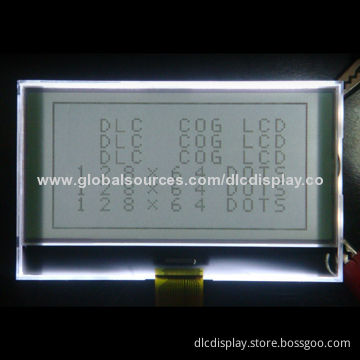 DLC COG LCD
DLC COG LCD
DLC COG LCD
128×64 DOTS
www.globalsources.com/dlcdisplay.co
128×64 DOTS
128×64 DOTS
dlcdisplay.store.bossgoo.com